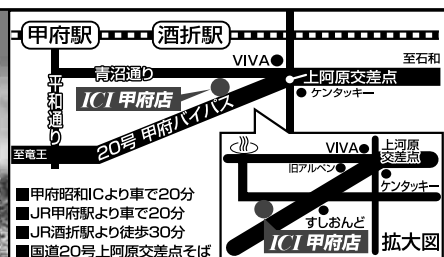 甲府駅
酒折駅
VIVA
至石和
青沼通り
上阿原交差点
ケンタッキー
ICI 甲府店
平和通り
20号 甲府バイパス
至竜王
VIVA
上河原
交差点
旧アルペン
ケンタッキー
すしおんど
ICI 甲府店
拡大図
■甲府昭和ICより車で20分
■JR甲府駅より車で20分
■JR酒折駅より徒歩30分
■国道20号上阿原交差点そば